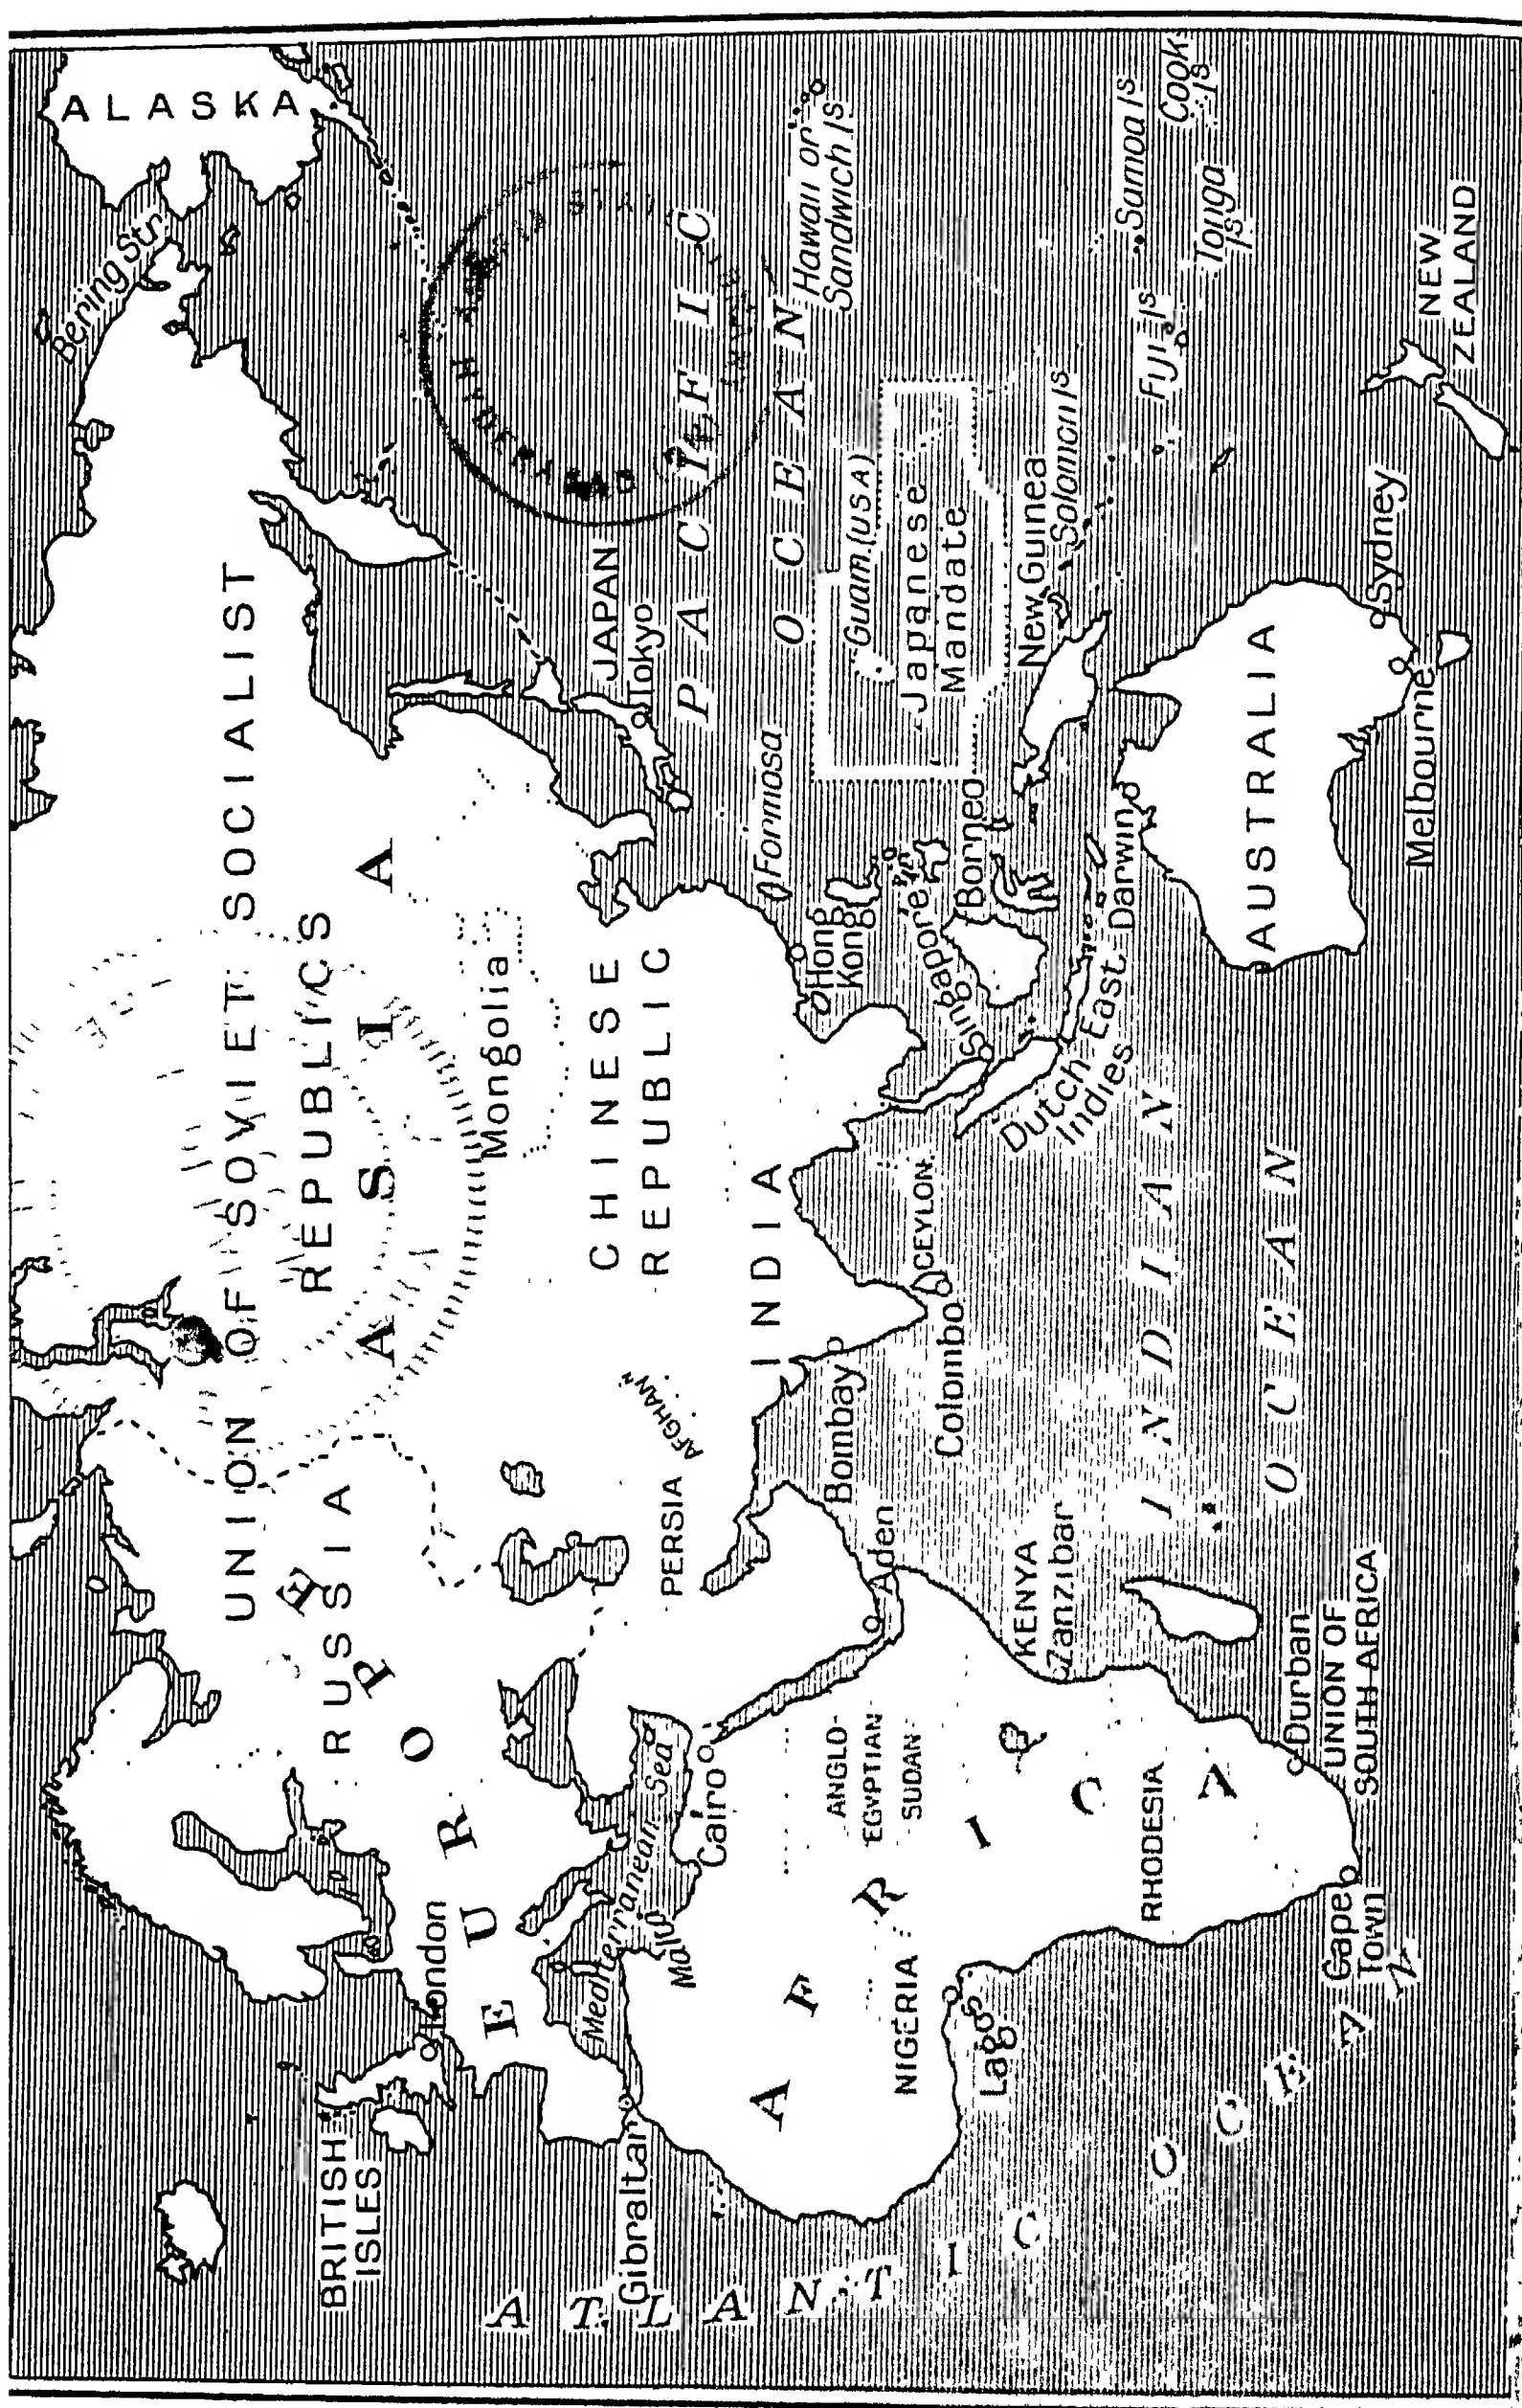 ALASKA
Bering Str.
UNION OF SOVIET SOCIALIST
REPUBLICS
RUSSIA
EUROPE
ASIA
BRITISH
ISLES
London
Mongolia
CHINESE
REPUBLIC
JAPAN
Tokyo
PACIFIC
OCEAN
Hawaii or
Sandwich Is
Gibraltar
Mediterranean Sea
Malta
Cairo
PERSIA
AFGHAN
INDIA
Formosa
Hong
Kong
Guam (USA)
Japanese
Mandate
Bombay
Aden
CEYLON
Colombo
Singapore
Borneo
New Guinea
Solomon Is
Samoa Is
Cook
Is
Fiji Is
Tonga
Is
ANGLO
EGYPTIAN
SUDAN
NIGERIA
Lagos
AFRICA
KENYA
Zanzibar
RHODESIA
Dutch East
Indies
Darwin
AUSTRALIA
Sydney
Melbourne
NEW
ZEALAND
INDIAN
OCEAN
Durban
UNION OF
SOUTH AFRICA
Cape
Town
ATLANTIC OCEAN